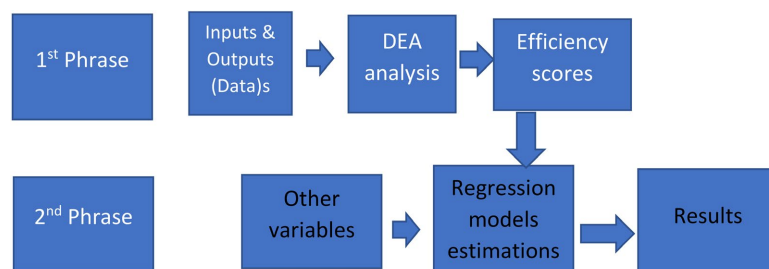 1st Phrase
Inputs &
Outputs
(Data)s
DEA
analysis
Efficiency
scores
2nd Phrase
Other
variables
Regression
models
estimations
Results